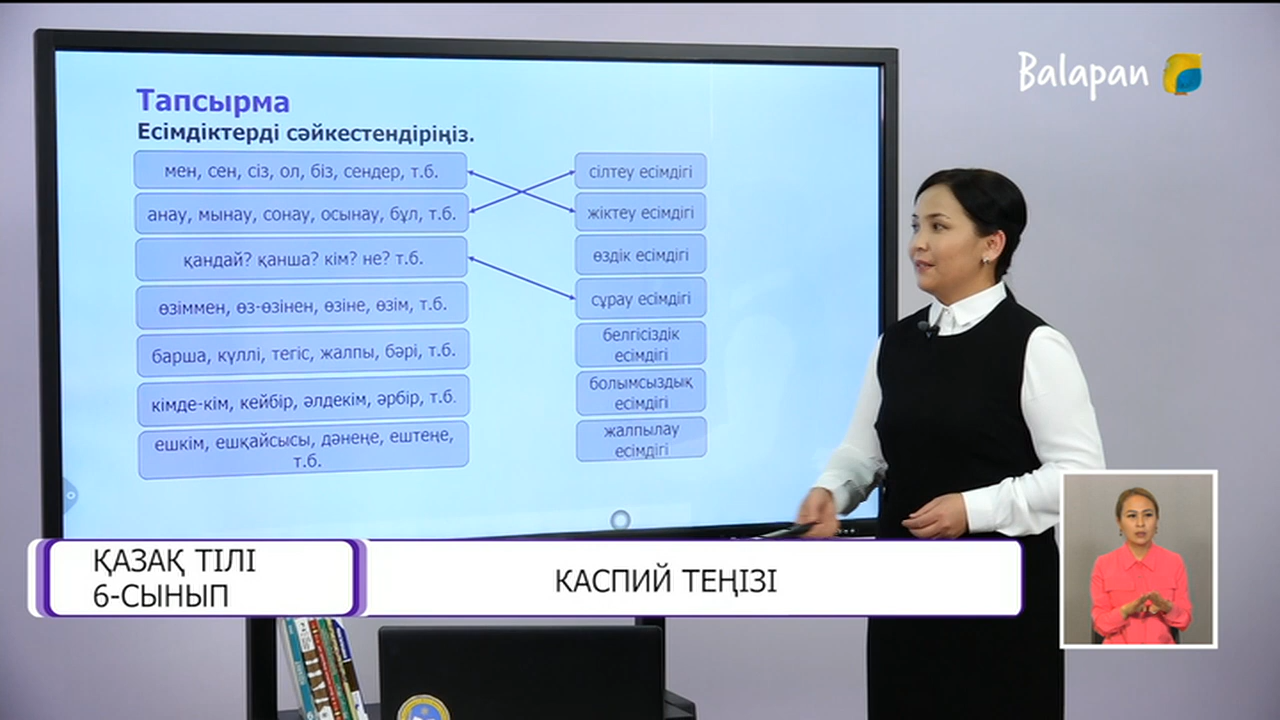 Balapan
Тапсырма
Есімдіктерді сәйкестендіріңіз.
мен, сен, сіз, ол, біз, сендер, т.б.
анау, мынау, сонау, осынау, бұл, т.б.
қандай? қанша? кім? не? т.б.
өзіммен, өз-өзінен, өзіне, өзім, т.б.
барша, күллі, тегіс, жалпы, бәрі, т.б.
кімде-кім, кейбір, әлдекім, әрбір, т.б.
ешкім, ешқайсысы, дәнеңе, ештеңе,
т.б.
сілтеу есімдігі
жіктеу есімдігі
өздік есімдігі
сұрау есімдігі
белгісіздік
есімдігі
болымсыздық
есімдігі
жалпылау
есімдігі
ҚАЗАҚ ТІЛІ
6-СЫНЫП
КАСПИЙ ТЕҢІЗІ